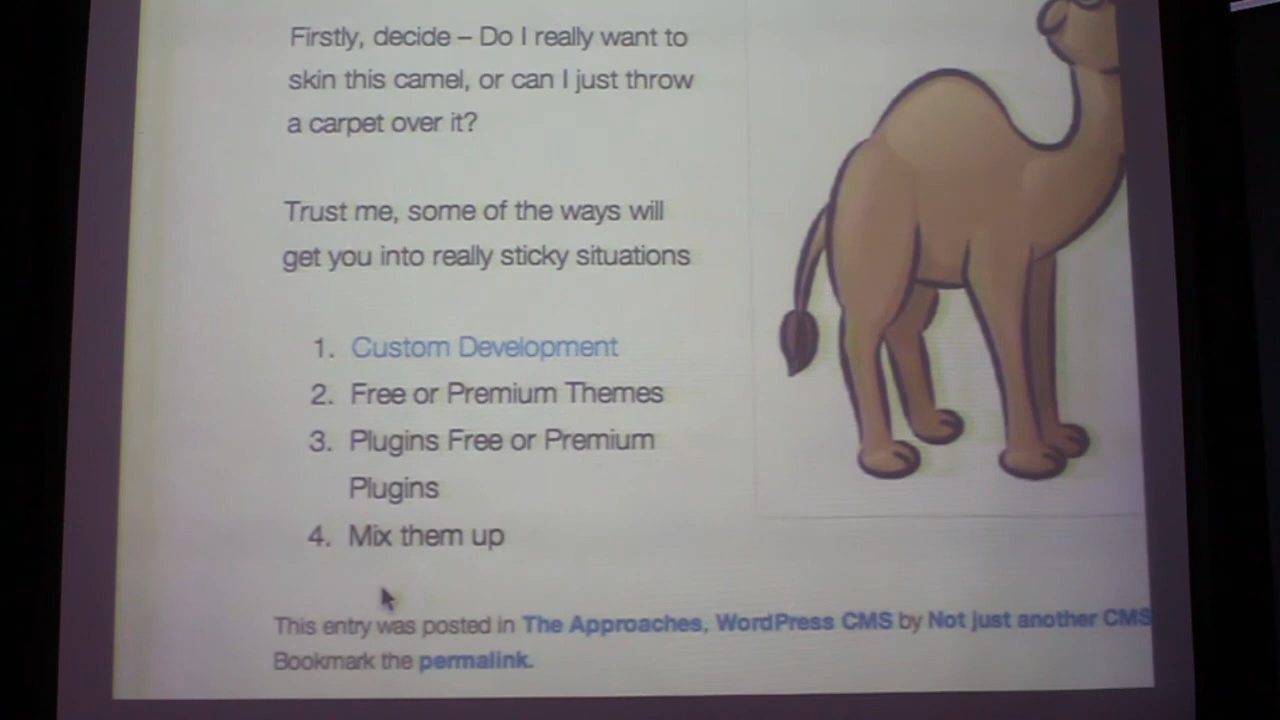 Firstly, decide – Do I really want to
skin this camel, or can I just throw
a carpet over it?
Trust me, some of the ways will
get you into really sticky situations
1. Custom Development
2. Free or Premium Themes
3. Plugins Free or Premium
Plugins
4. Mix them up
This entry was posted in The Approaches, WordPress CMS by Not just another CMS
Bookmark the permalink.